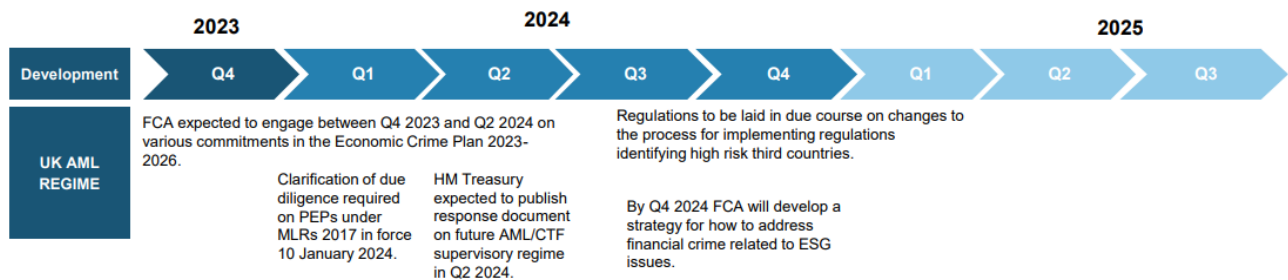 2023
2024
2025
Development
Q4
Q1
Q2
Q3
Q4
Q1
Q2
Q3
UK AML
REGIME
FCA expected to engage between Q4 2023 and Q2 2024 on
various commitments in the Economic Crime Plan 2023-
2026.
Clarification of due
diligence required
on PEPs under
MLRs 2017 in force
10 January 2024.
HM Treasury
expected to publish
response document
on future AML/CTF
supervisory regime
in Q2 2024.
Regulations to be laid in due course on changes to
the process for implementing regulations
identifying high risk third countries.
By Q4 2024 FCA will develop a
strategy for how to address
financial crime related to ESG
issues.